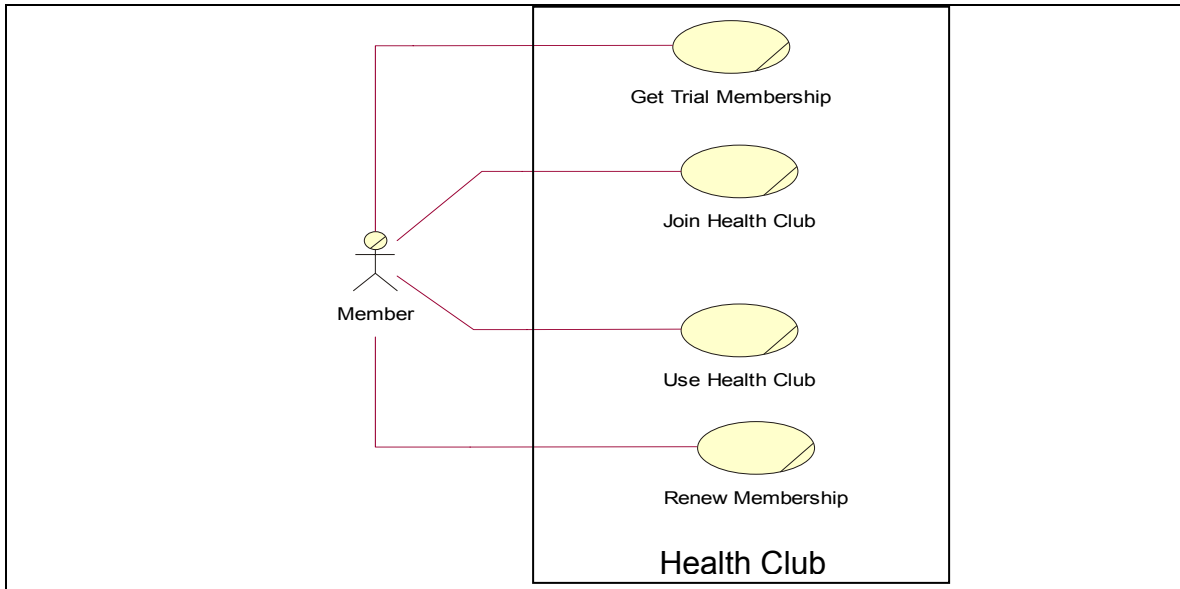 Get Trial Membership
Join Health Club
Member
Use Health Club
Renew Membership
Health Club